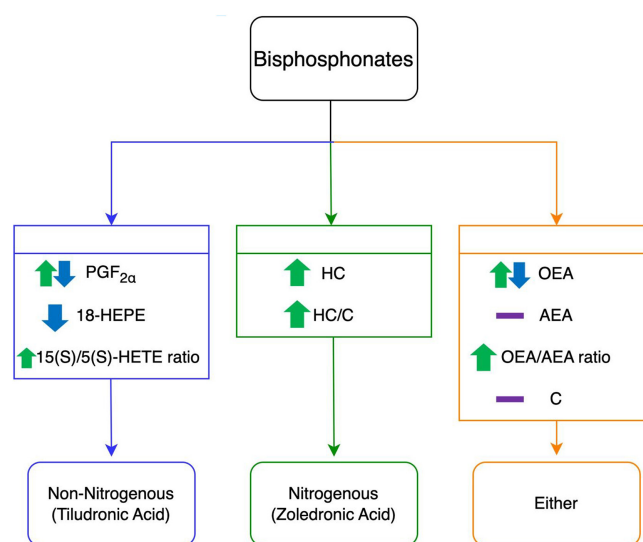 Bisphosphonates
PGF2α
18-HEPE
15(S)/5(S)-HETE ratio
HC
HC/C
OEA
AEA
OEA/AEA ratio
C
Non-Nitrogenous
(Tiludronic Acid)
Nitrogenous
(Zoledronic Acid)
Either